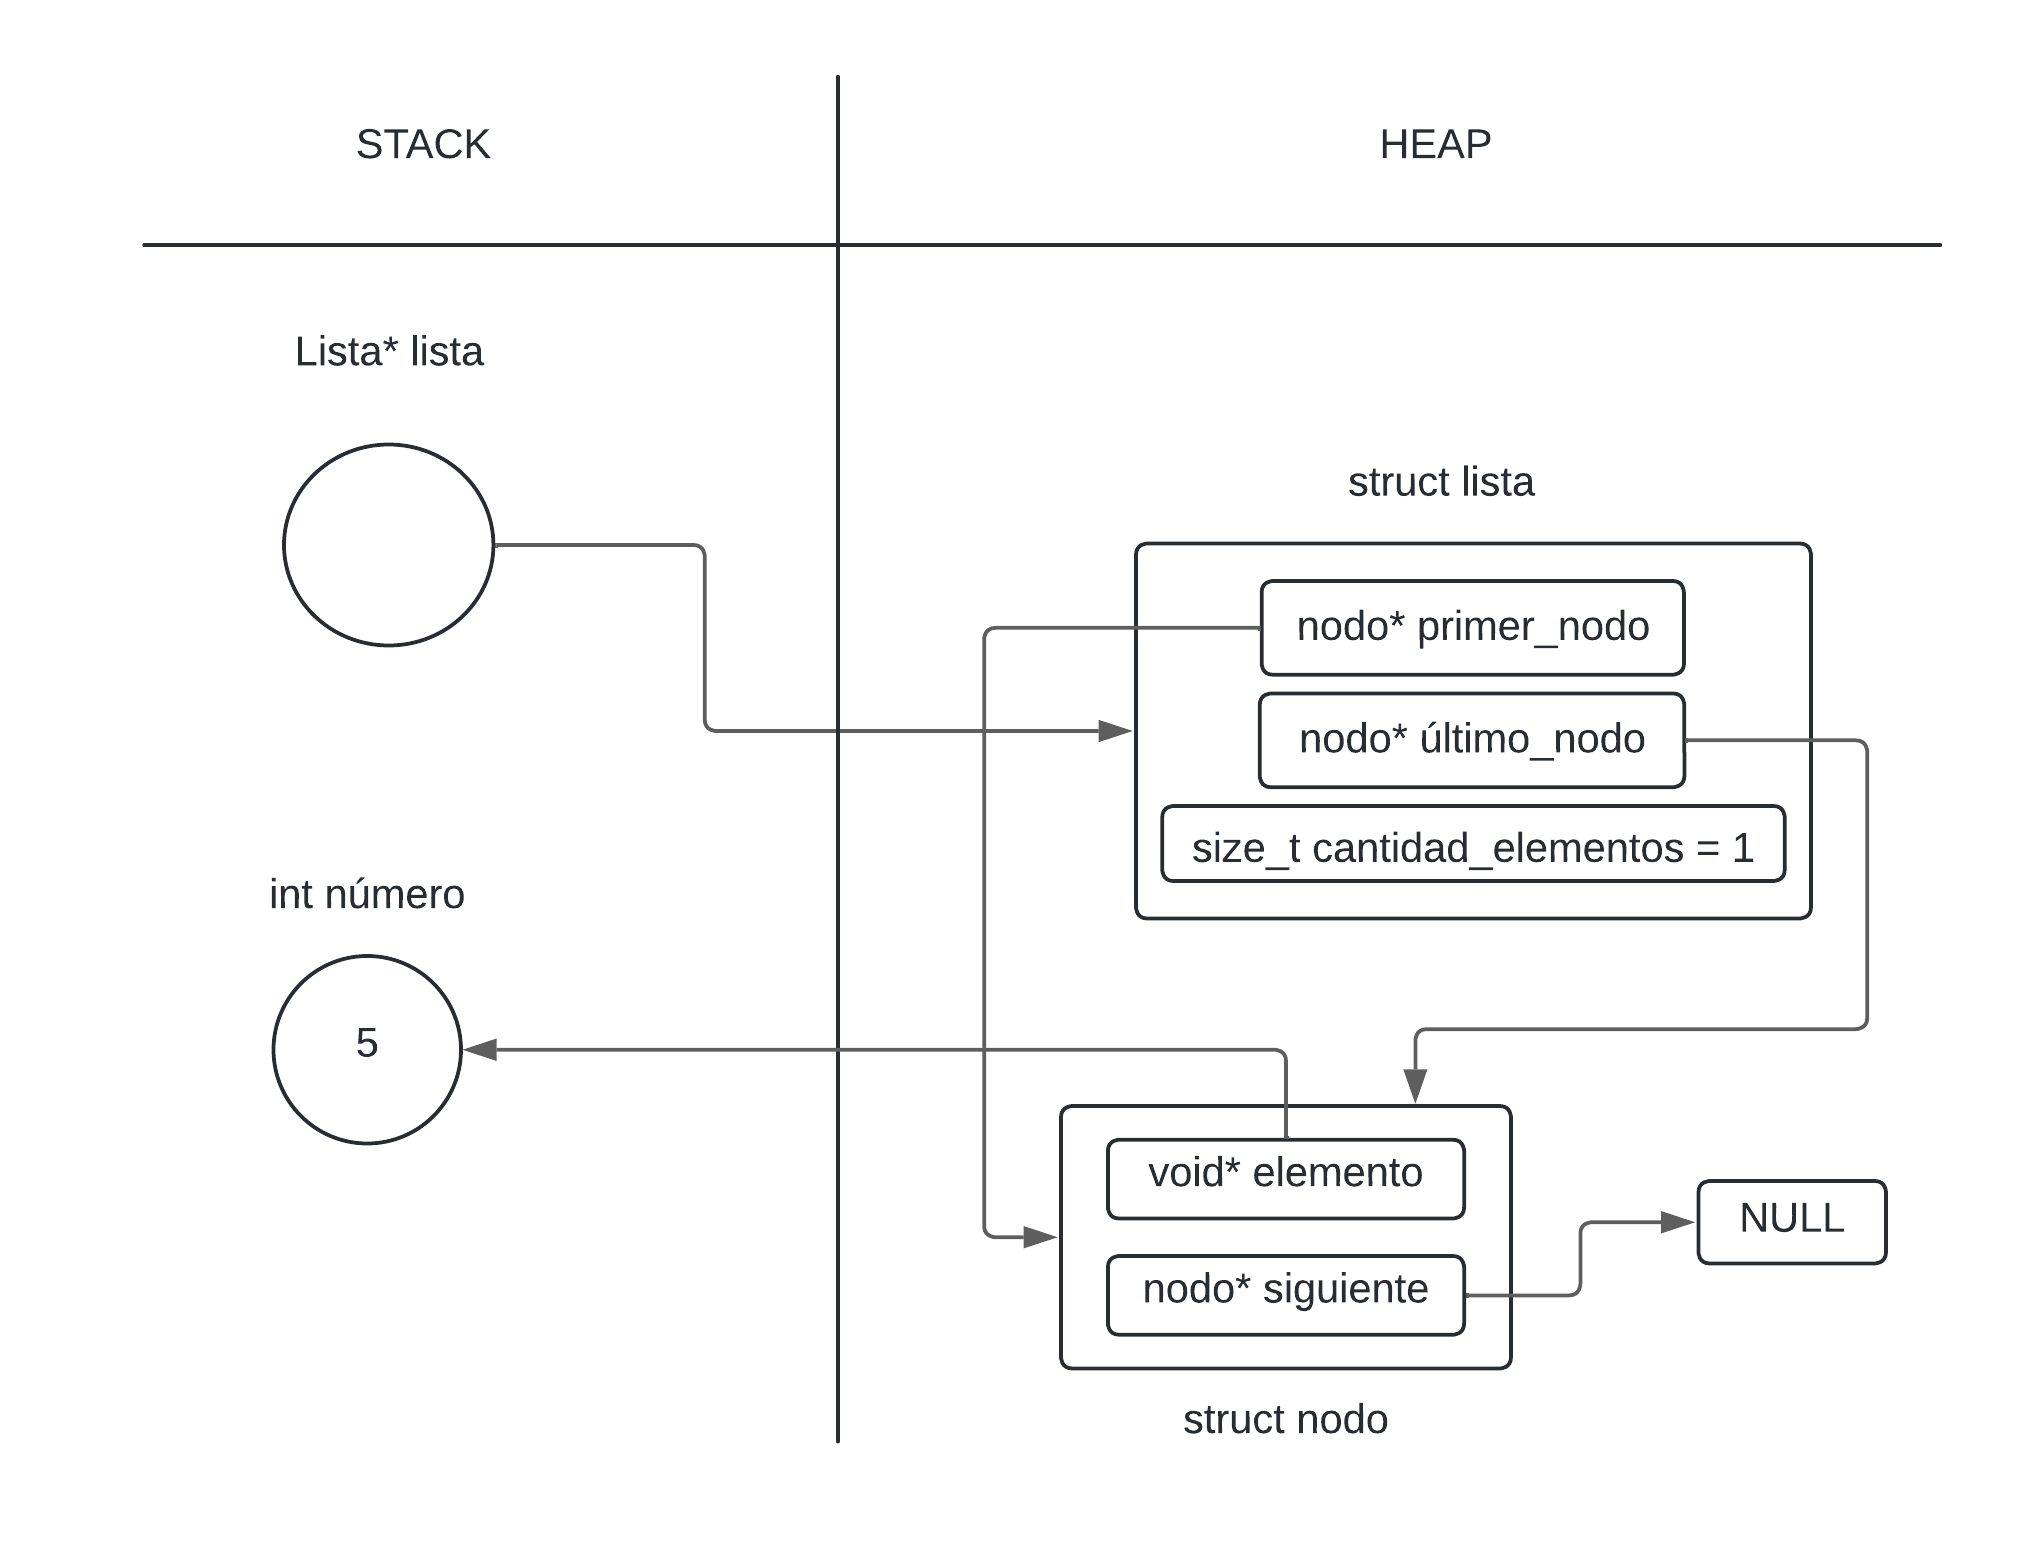 STACK
HEAP
Lista* lista
struct lista
nodo* primer_nodo
nodo* último_nodo
size_t cantidad_elementos = 1
int número
5
void* elemento
nodo* siguiente
NULL
struct nodo